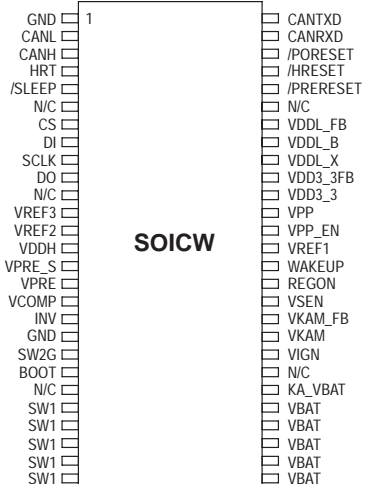 GND 1 CANTXD
CANL CANRXD
CANH /PORESET
HRT /HRESET
/SLEEP /PRERESET
N/C N/C
CS VDDL_FB
DI VDDL_B
SCLK VDDL_X
DO VDD3_3FB
N/C VDD3_3
VREF3 VPP
VREF2 VPP_EN
VDDH VREF1
VPRE_S WAKEUP
VPRE REGON
VCOMP VSEN
INV VKAM_FB
GND VKAM
SW2G VIGN
BOOT N/C
N/C KA_VBAT
SW1 VBAT
SW1 VBAT
SW1 VBAT
SW1 VBAT
SW1 VBAT
SOICW